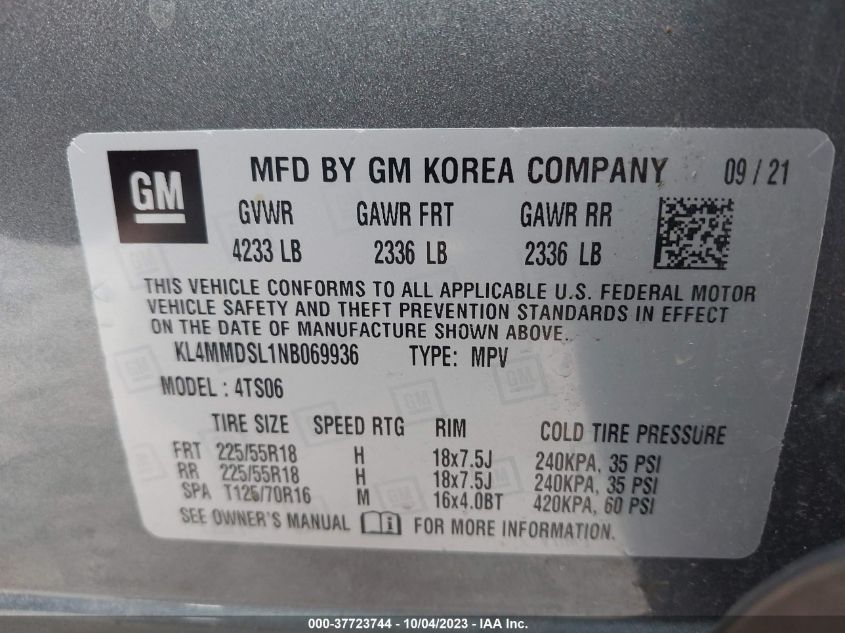 GM
MFD BY GM KOREA COMPANY 09 / 21
GVWR GAWR FRT GAWR RR
4233 LB 2336 LB 2336 LB
THIS VEHICLE CONFORMS TO ALL APPLICABLE U.S. FEDERAL MOTOR
VEHICLE SAFETY AND THEFT PREVENTION STANDARDS IN EFFECT
ON THE DATE OF MANUFACTURE SHOWN ABOVE.
KL4MMDSL1NB069936 TYPE: MPV
MODEL : 4TS06
TIRE SIZE SPEED RTG RIM COLD TIRE PRESSURE
FRT 225/55R18 H 18x7.5J 240KPA, 35 PSI
RR 225/55R18 H 18x7.5J 240KPA, 35 PSI
SPA T125/70R16 M 16x4.0BT 420KPA, 60 PSI
SEE OWNER'S MANUAL FOR MORE INFORMATION.
000-37723744 - 10/04/2023 - IAA Inc.